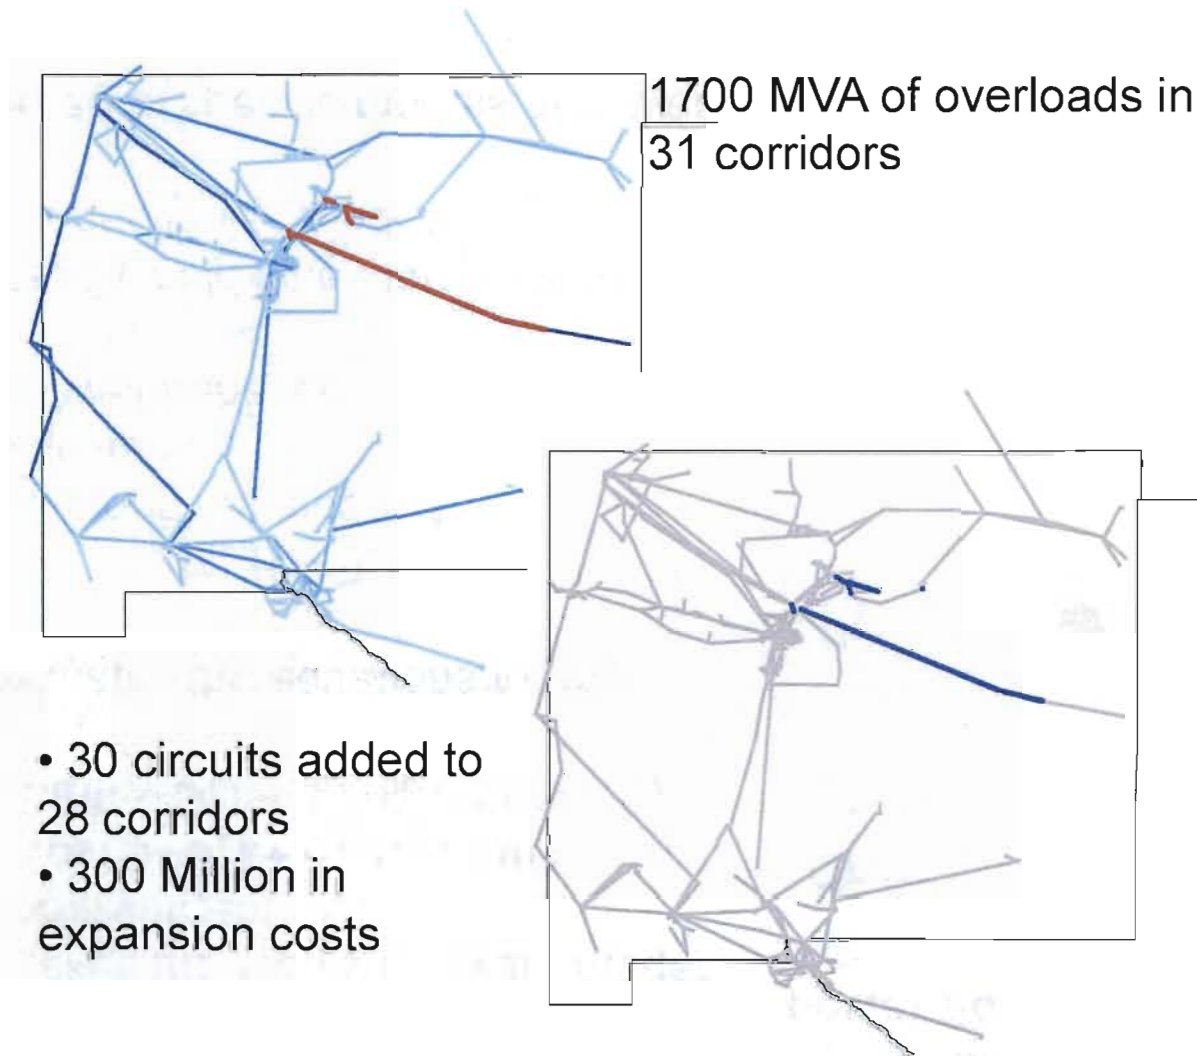 1700 MVA of overloads in
31 corridors
• 30 circuits added to
28 corridors
• 300 Million in
expansion costs